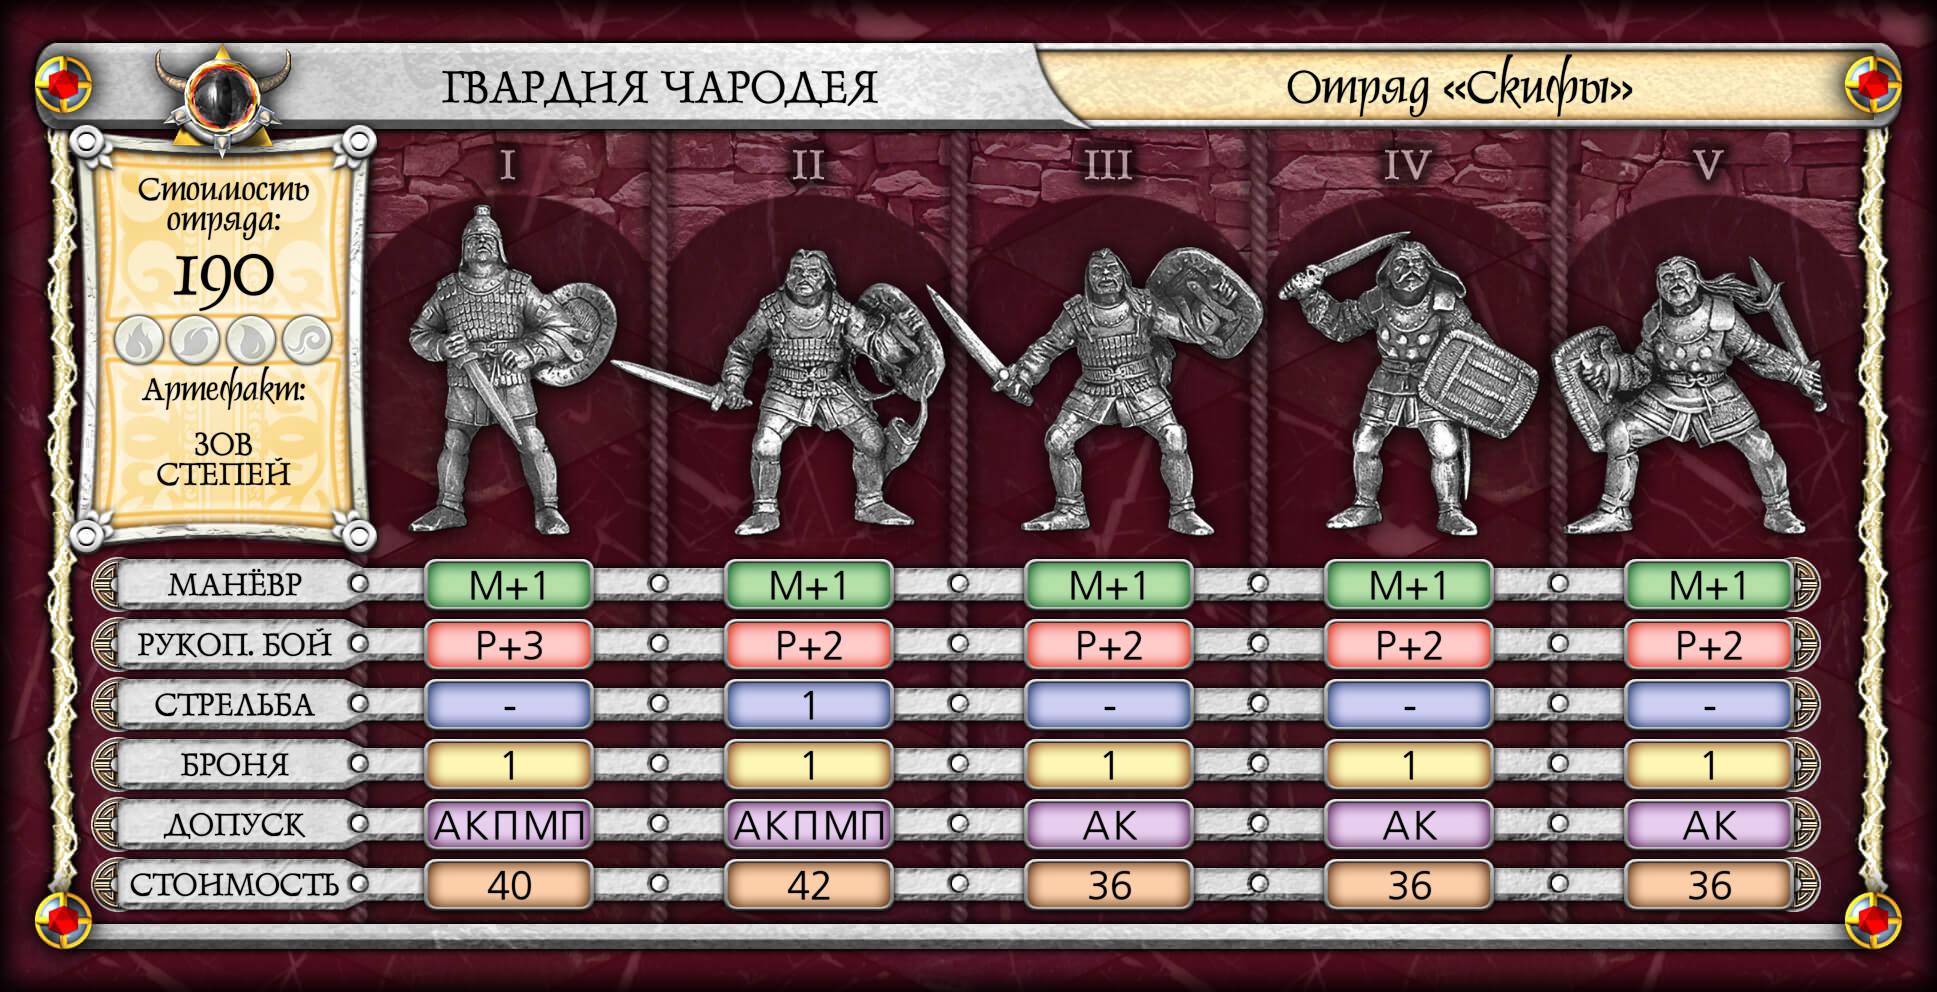 ГВАРДИЯ ЧАРОДЕЯ
Отряд «Скифы»
Стоимость
отряда:
190
Артефакт:
ЗОВ
СТЕПЕЙ
I II III IV V
МАНЁВР М+1 М+1 М+1 М+1 М+1
РУКОП. БОЙ Р+3 Р+2 Р+2 Р+2 Р+2
СТРЕЛЬБА - 1 - - -
БРОНЯ 1 1 1 1 1
ДОПУСК АКПМП АКПМП АК АК АК
СТОИМОСТЬ 40 42 36 36 36